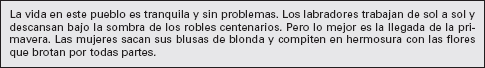 La vida en este pueblo es tranquila y sin problemas. Los labradores trabajan de sol a sol y
descansan bajo la sombra de los robles centenarios. Pero lo mejor es la llegada de la pri-
mavera. Las mujeres sacan sus blusas de blonda y compiten en hermosura con las flores
que brotan por todas partes.